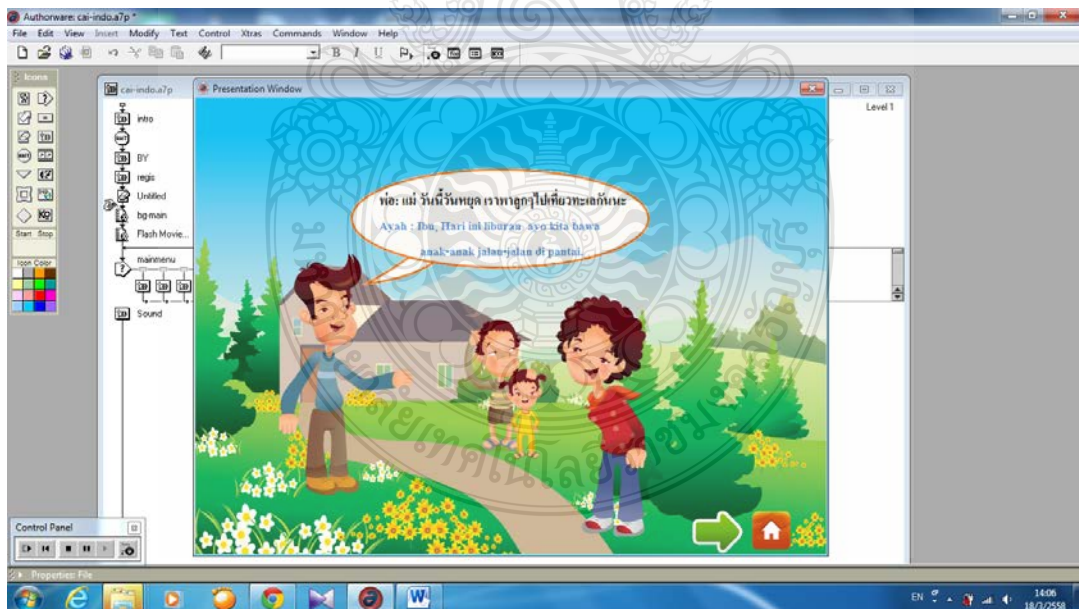 Authorware: cai-indo.a7p *
File Edit View Insert Modify Text Control Xtras Commands Window Help
B I U
Icons
Start Stop
Icon Color
cai-indo.a7p
Level 1
intro
WAIT
BY
regis
Untitled
bg-main
Flash Movie...
mainmenu
Sound
Presentation Window
พ่อ: แม่ วันนี้วันหยุด เราพาลูกๆไปเที่ยวทะเลกันนะ
Ayah : Ibu, Hari ini liburan ayo kita bawa
anak-anak jalan-jalan di pantai.
Control Panel
Properties: File
EN
14:06
18/3/2558